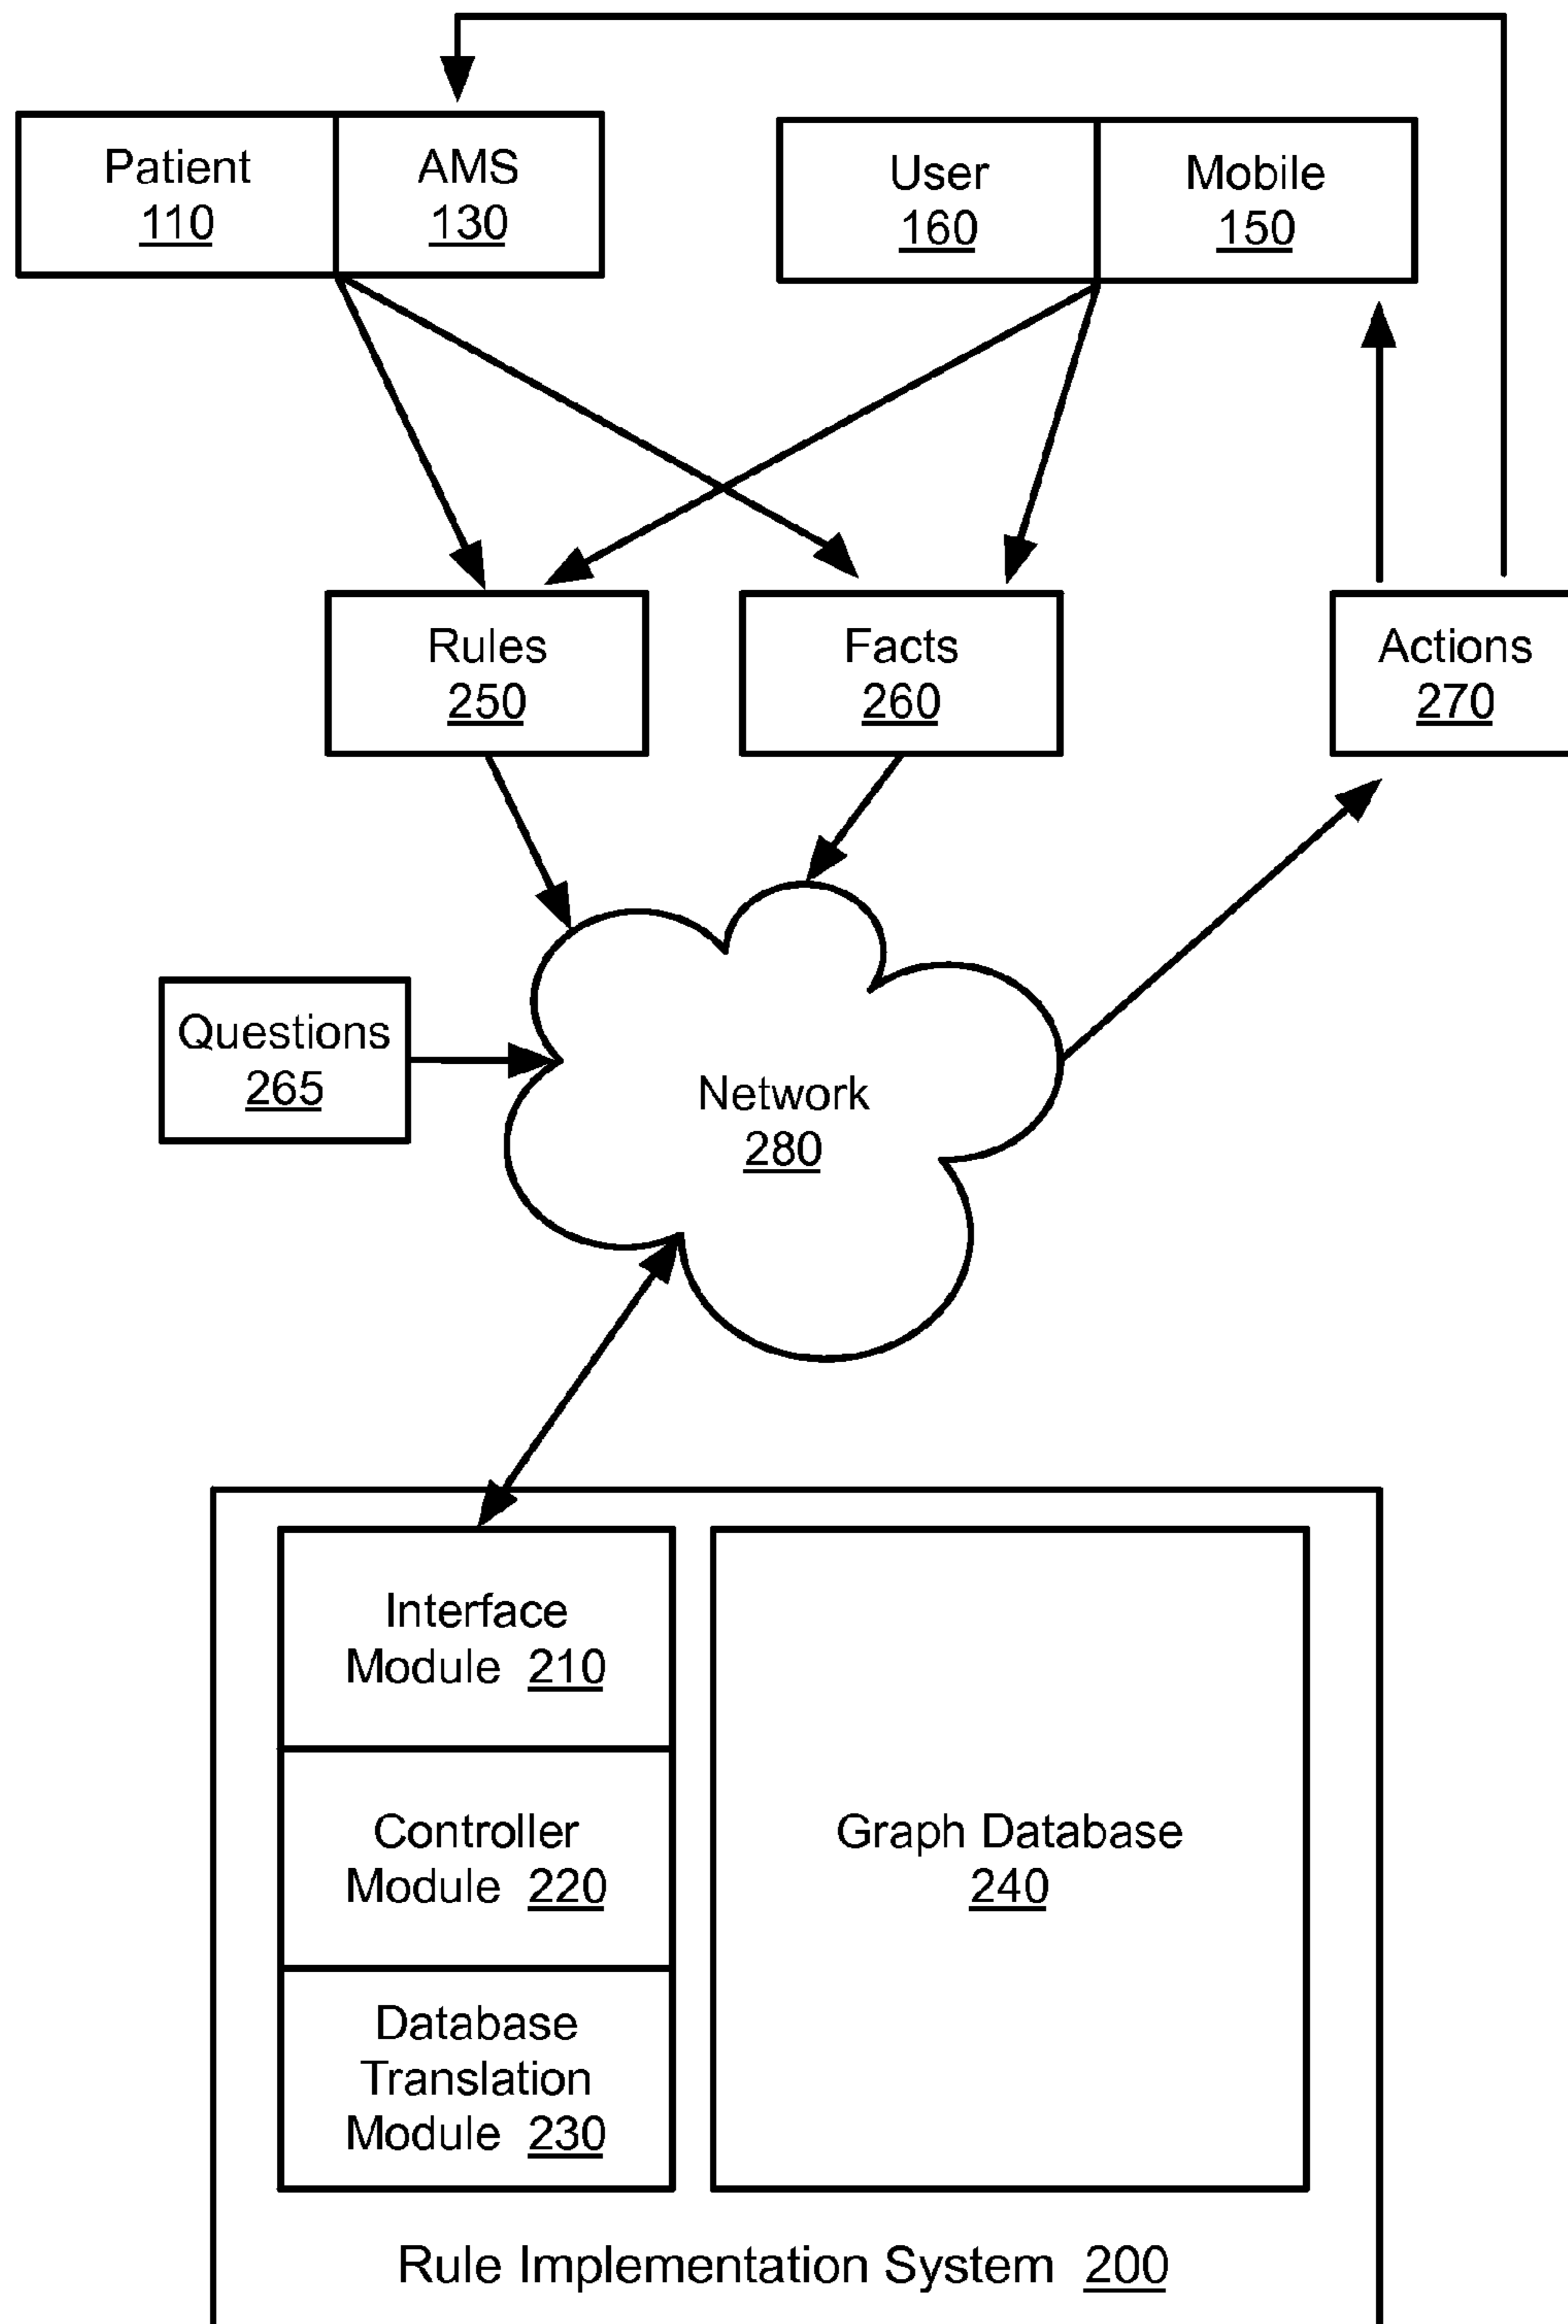 Patient
110
AMS
130
User
160
Mobile
150
Rules
250
Facts
260
Actions
270
Questions
265
Network
280
Interface
Module 210
Controller
Module 220
Database
Translation
Module 230
Graph Database
240
Rule Implementation System 200